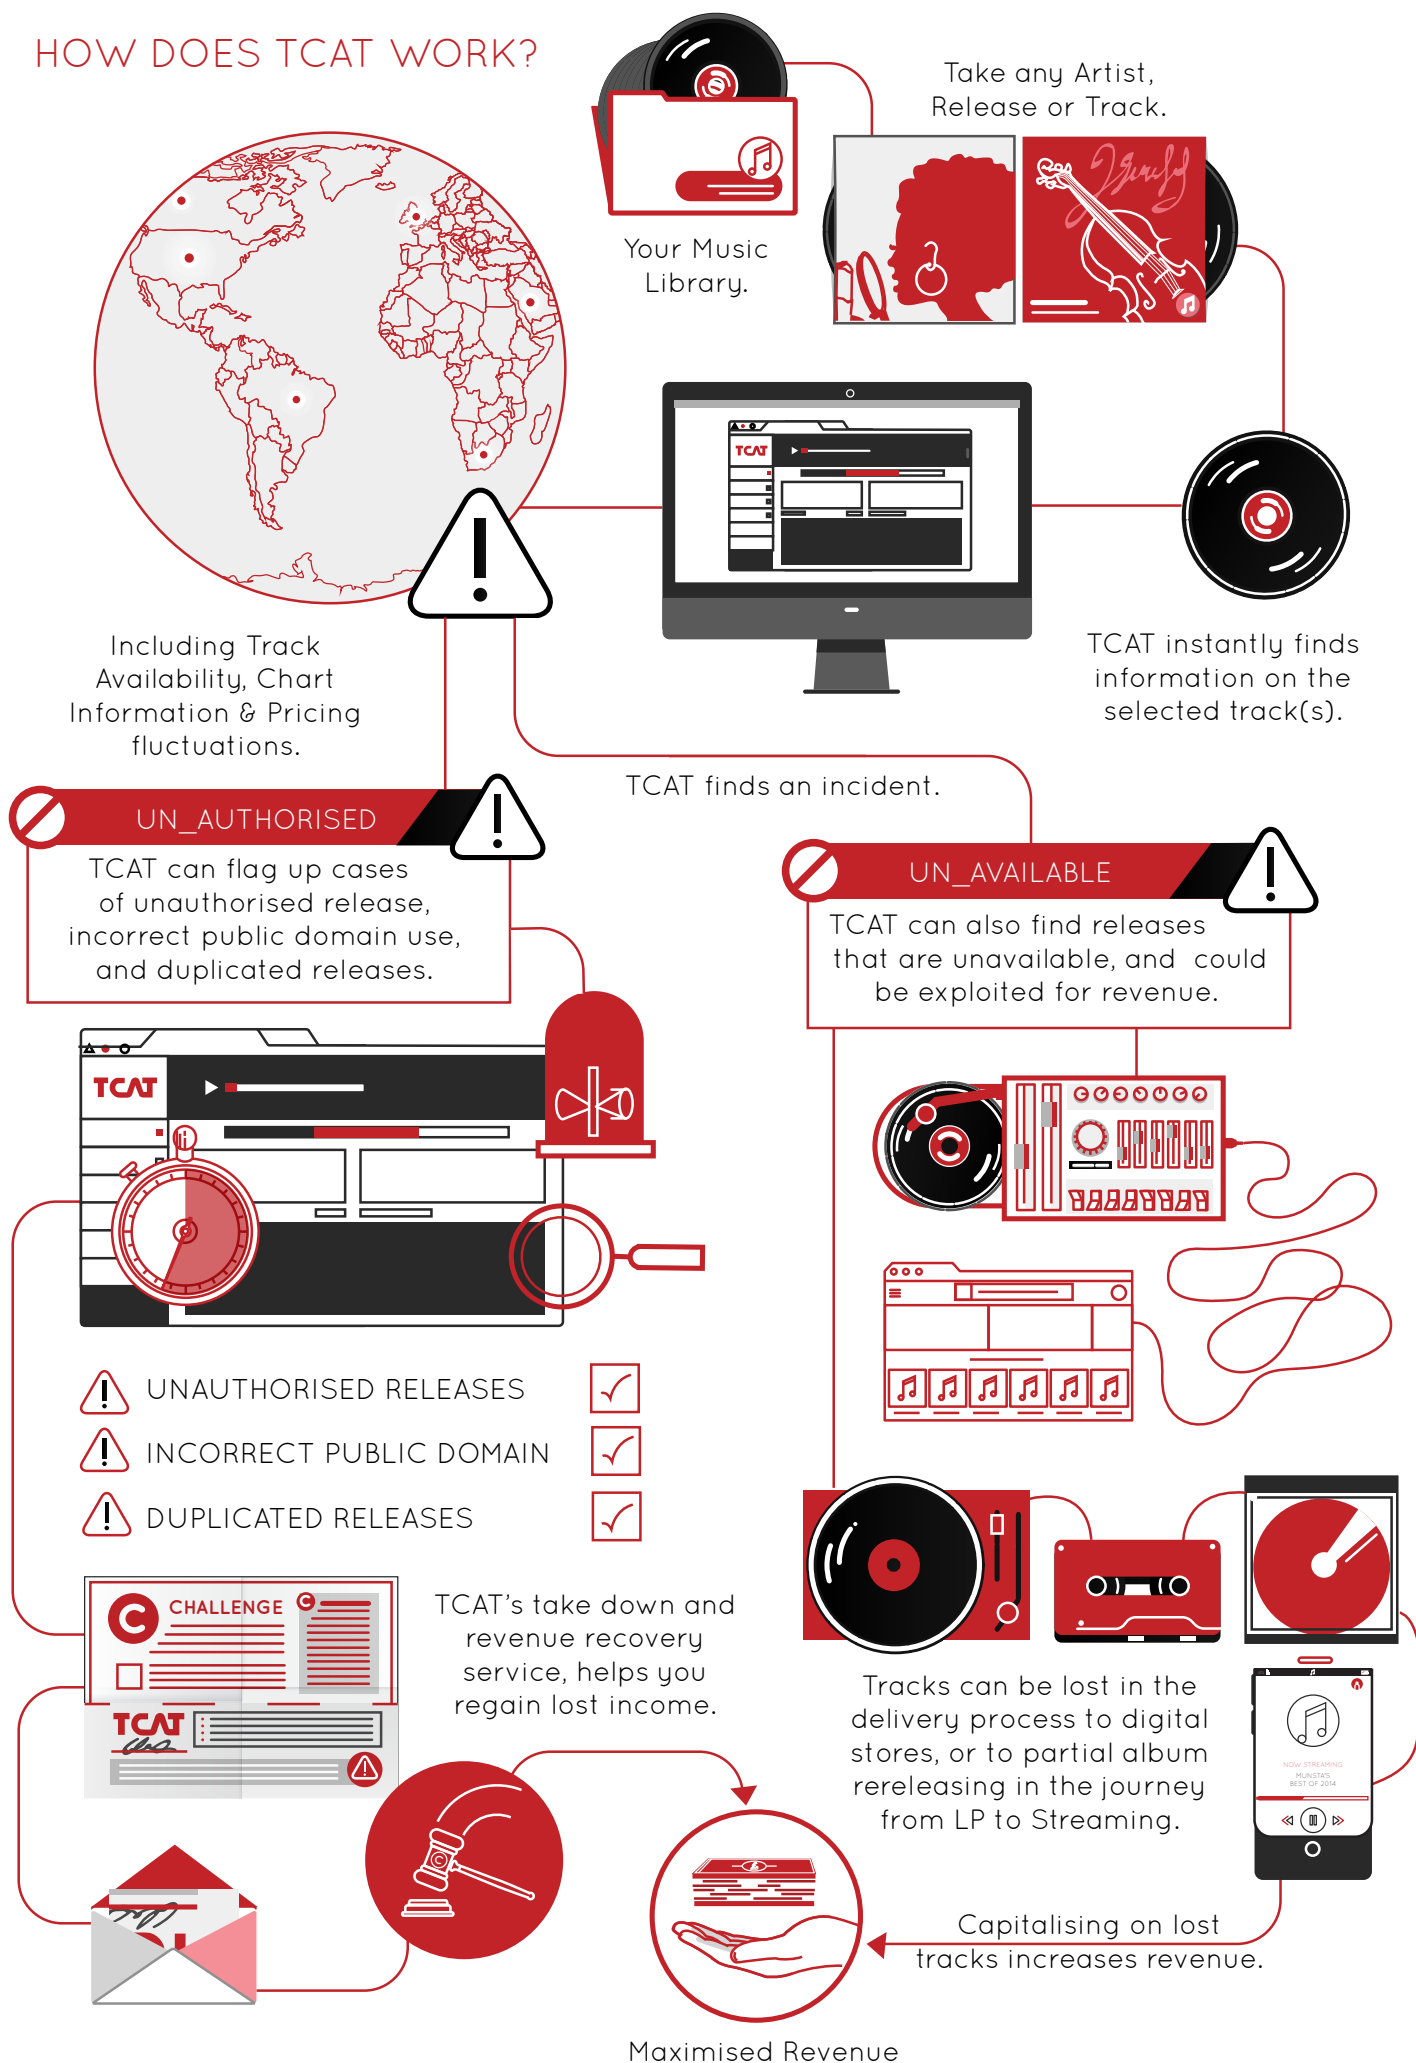 HOW DOES TCAT WORK?
Take any Artist,
Release or Track.
Your Music
Library.
TCAT
TCAT instantly finds
information on the
selected track(s).
Including Track
Availability, Chart
Information & Pricing
fluctuations.
TCAT finds an incident.
UN_AUTHORISED
TCAT can flag up cases
of unauthorised release,
incorrect public domain use,
and duplicated releases.
UN_AVAILABLE
TCAT can also find releases
that are unavailable, and could
be exploited for revenue.
TCAT
UNAUTHORISED RELEASES
INCORRECT PUBLIC DOMAIN
DUPLICATED RELEASES
C CHALLENGE C
TCAT
TCAT's take down and
revenue recovery
service, helps you
regain lost income.
Tracks can be lost in the
delivery process to digital
stores, or to partial album
rereleasing in the journey
from LP to Streaming.
NOW STREAMING
MUNSTA'S
BEST OF 2014
C
Capitalising on lost
tracks increases revenue.
Maximised Revenue